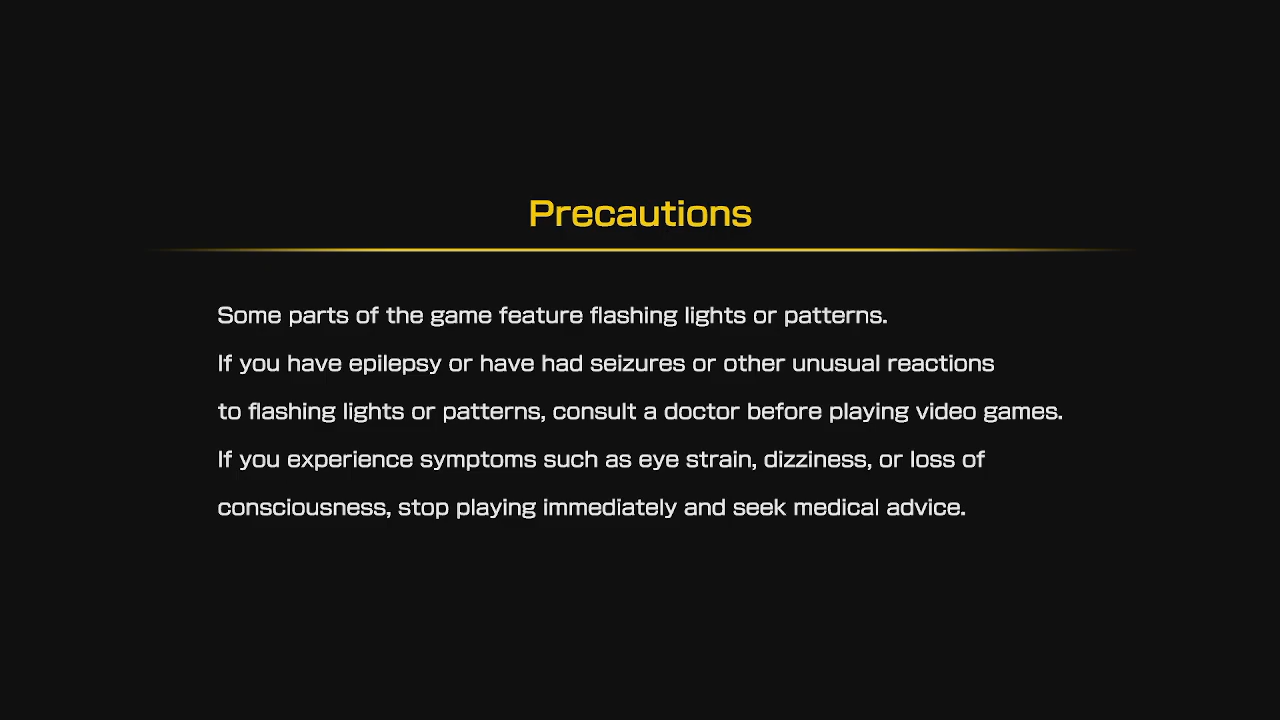 Precautions
Some parts of the game feature flashing lights or patterns.
If you have epilepsy or have had seizures or other unusual reactions
to flashing lights or patterns, consult a doctor before playing video games.
If you experience symptoms such as eye strain, dizziness, or loss of
consciousness, stop playing immediately and seek medical advice.